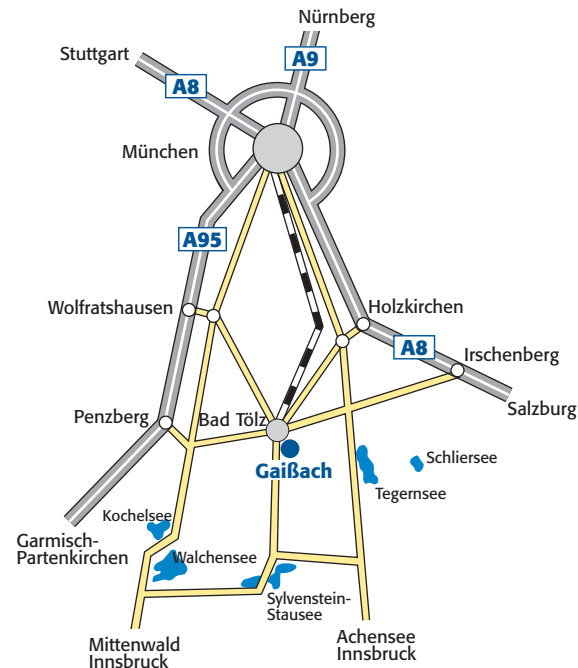 Nürnberg
Stuttgart
A9
A8
München
A95
Wolfratshausen
Holzkirchen
A8
Irschenberg
Salzburg
Penzberg
Bad Tölz
Gaißach
Schliersee
Tegernsee
Kochelsee
Garmisch-
Partenkirchen
Walchensee
Sylvenstein-
Stausee
Mittenwald
Innsbruck
Achensee
Innsbruck